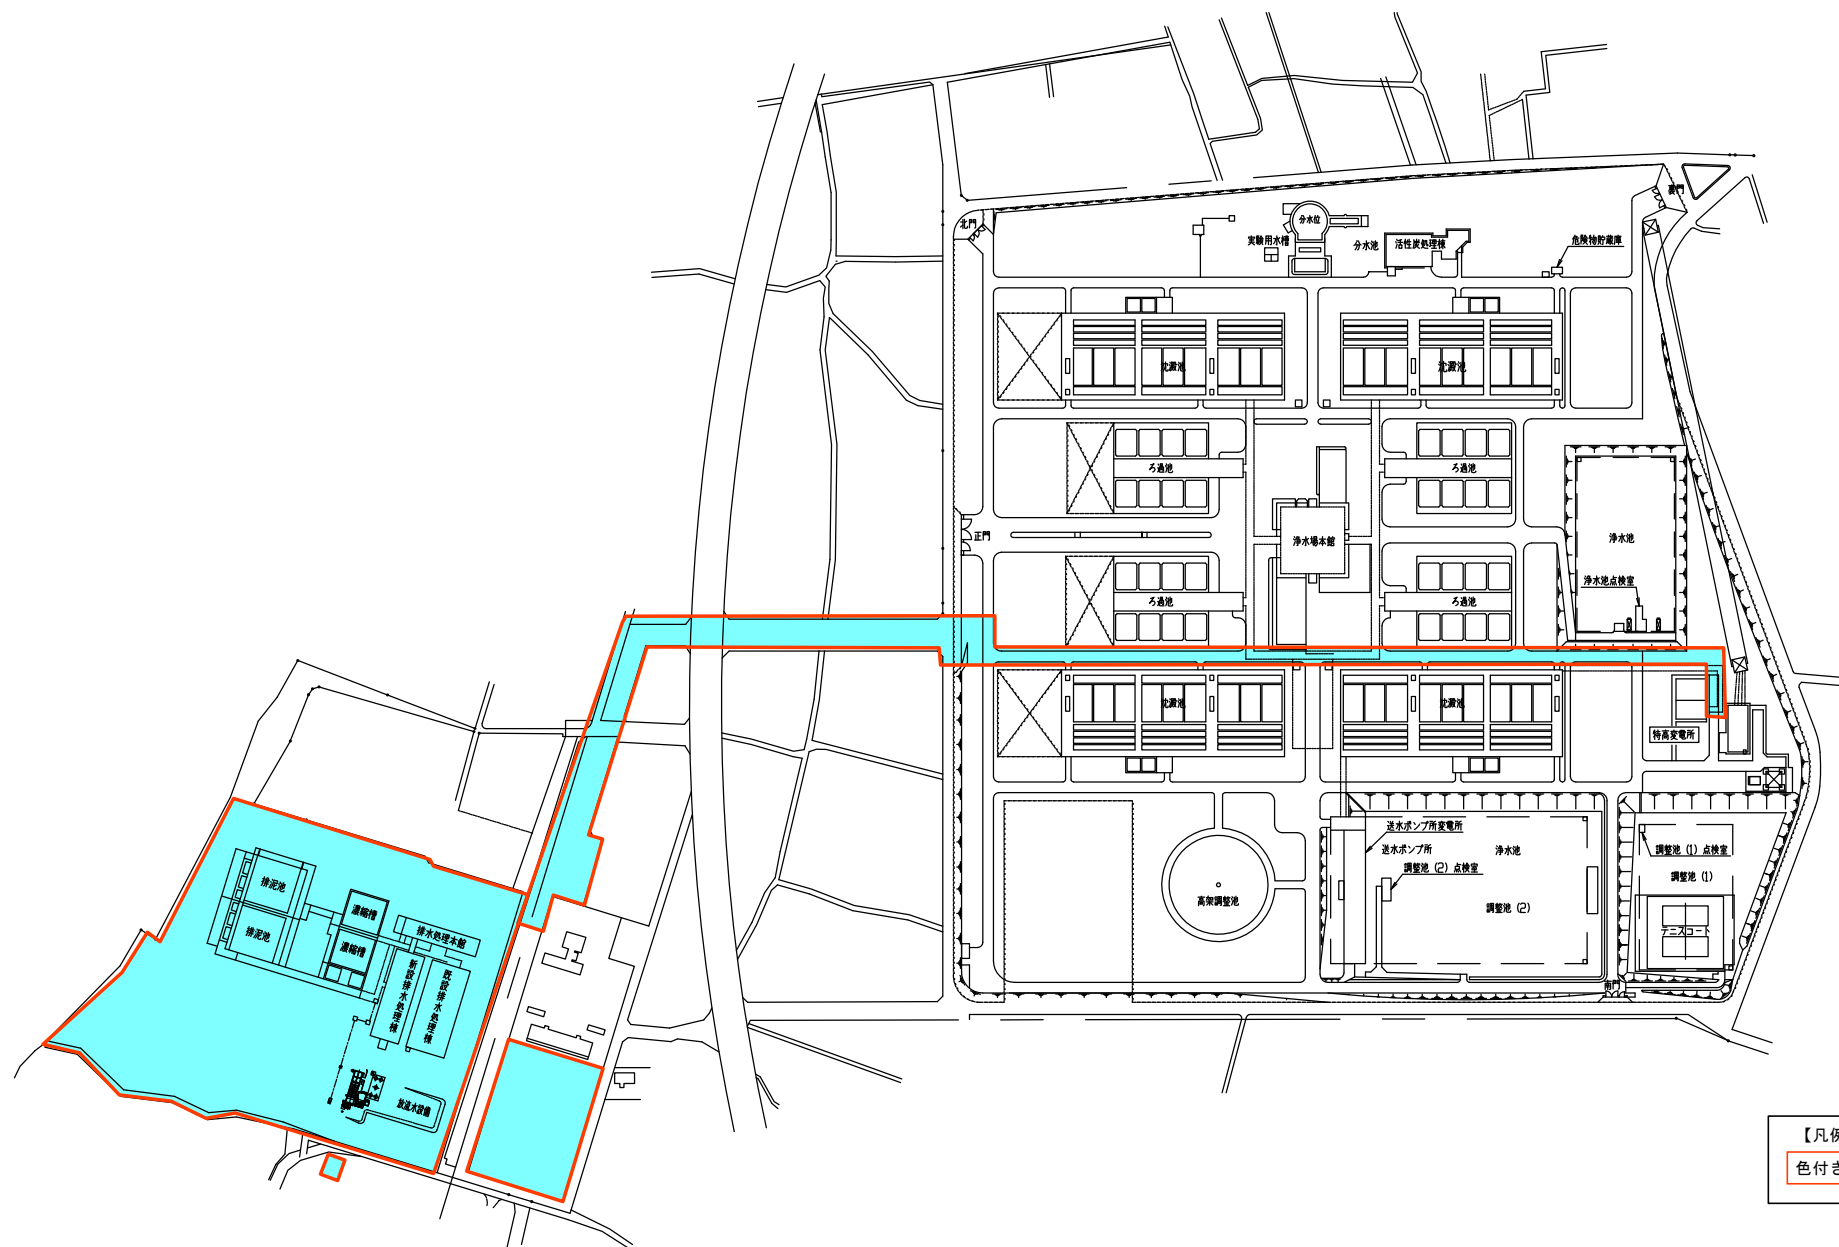 裏門
北門
分水位
実験用水槽
分水池
活性炭処理棟
危険物貯蔵庫
沈澱池
沈澱池
ろ過池
ろ過池
正門
浄水場本館
浄水池
浄水池点検室
ろ過池
ろ過池
沈澱池
沈澱池
特高変電所
送水ポンプ所変電所
送水ポンプ所
浄水池
調整池（2）点検室
調整池（1）点検室
調整池（1）
高架調整池
調整池（2）
テニスコート
南門
排泥池
排泥池
濃縮槽
濃縮槽
排水処理本館
新設排水処理棟
既設排水処理棟
放流水設備
【凡例
色付き